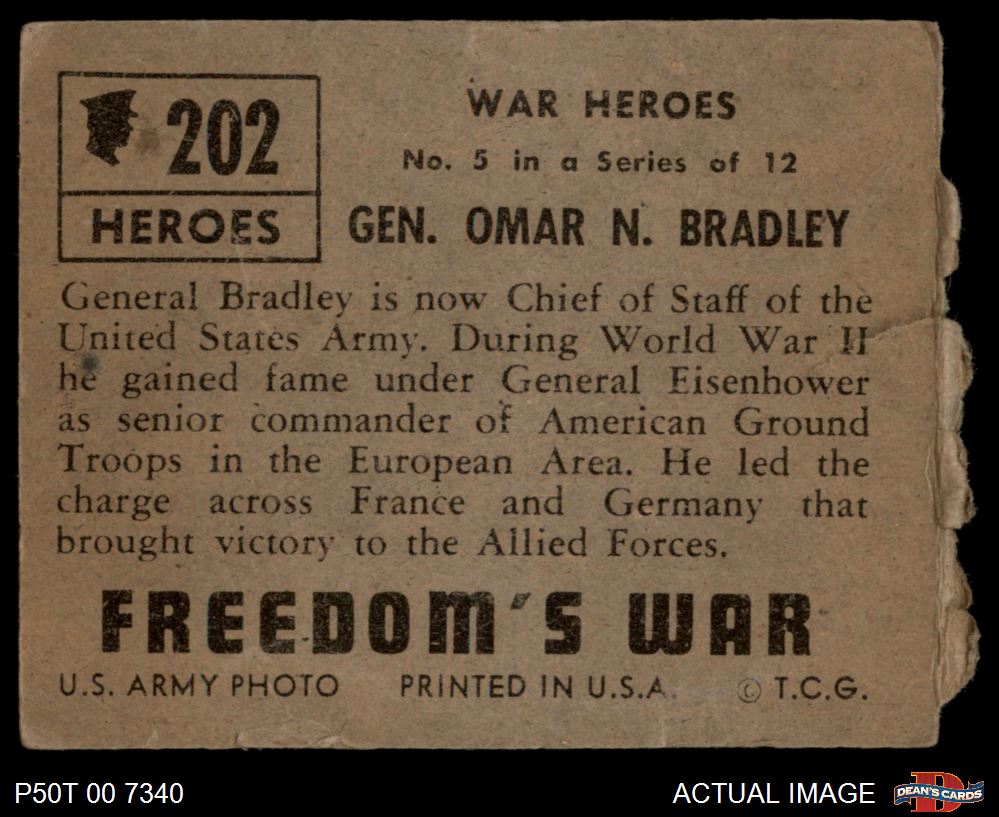 202
HEROES
WAR HEROES
No. 5 in a Series of 12
GEN. OMAR N. BRADLEY
General Bradley is now Chief of Staff of the
United States Army. During World War II
he gained fame under General Eisenhower
as senior commander of American Ground
Troops in the European Area. He led the
charge across France and Germany that
brought victory to the Allied Forces.
FREEDOM'S WAR
U.S. ARMY PHOTO PRINTED IN U.S.A. © T.C.G.
P50T 00 7340 ACTUAL IMAGE DEAN'S CARDS